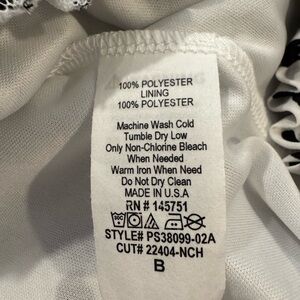 100% POLYESTER
LINING
100% POLYESTER
Machine Wash Cold
Tumble Dry Low
Only Non-Chlorine Bleach
When Needed
Warm Iron When Need
Do Not Dry Clean
MADE IN U.S.A
RN # 145751
STYLE# PS38099-02A
CUT# 22404-NCH
B